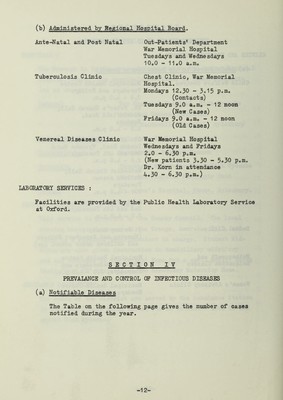 (b) Administered by Regional Hospital Board.
Ante-Natal and Post Natal Out-Patients' Department
War Memorial Hospital
Tuesdays and Wednesdays
10.0 - 11.0 a.m.
Tuberculosis Clinic Chest Clinic, War Memorial
Hospital.
Mondays 12.30 - 3.15 p.m.
(Contacts)
Tuesdays 9.0 a.m. - 12 noon
(New Cases)
Fridays 9.0 a.m. - 12 noon
(Old Cases)
Venereal Diseases Clinic War Memorial Hospital
Wednesdays and Fridays
2.0 - 6.30 p.m.
(New patients 3.30 - 5.30 p.m.
Dr. Korn in attendance
4.30 - 6.30 p.m.)
LABORATORY SERVICES :
Facilities are provided by the Public Health Laboratory Service
at Oxford.
SECTION IV
PREVALANCE AND CONTROL OF INFECTIOUS DISEASES
(a) Notifiable Diseases
The Table on the following page gives the number of cases
notified during the year.
-12-